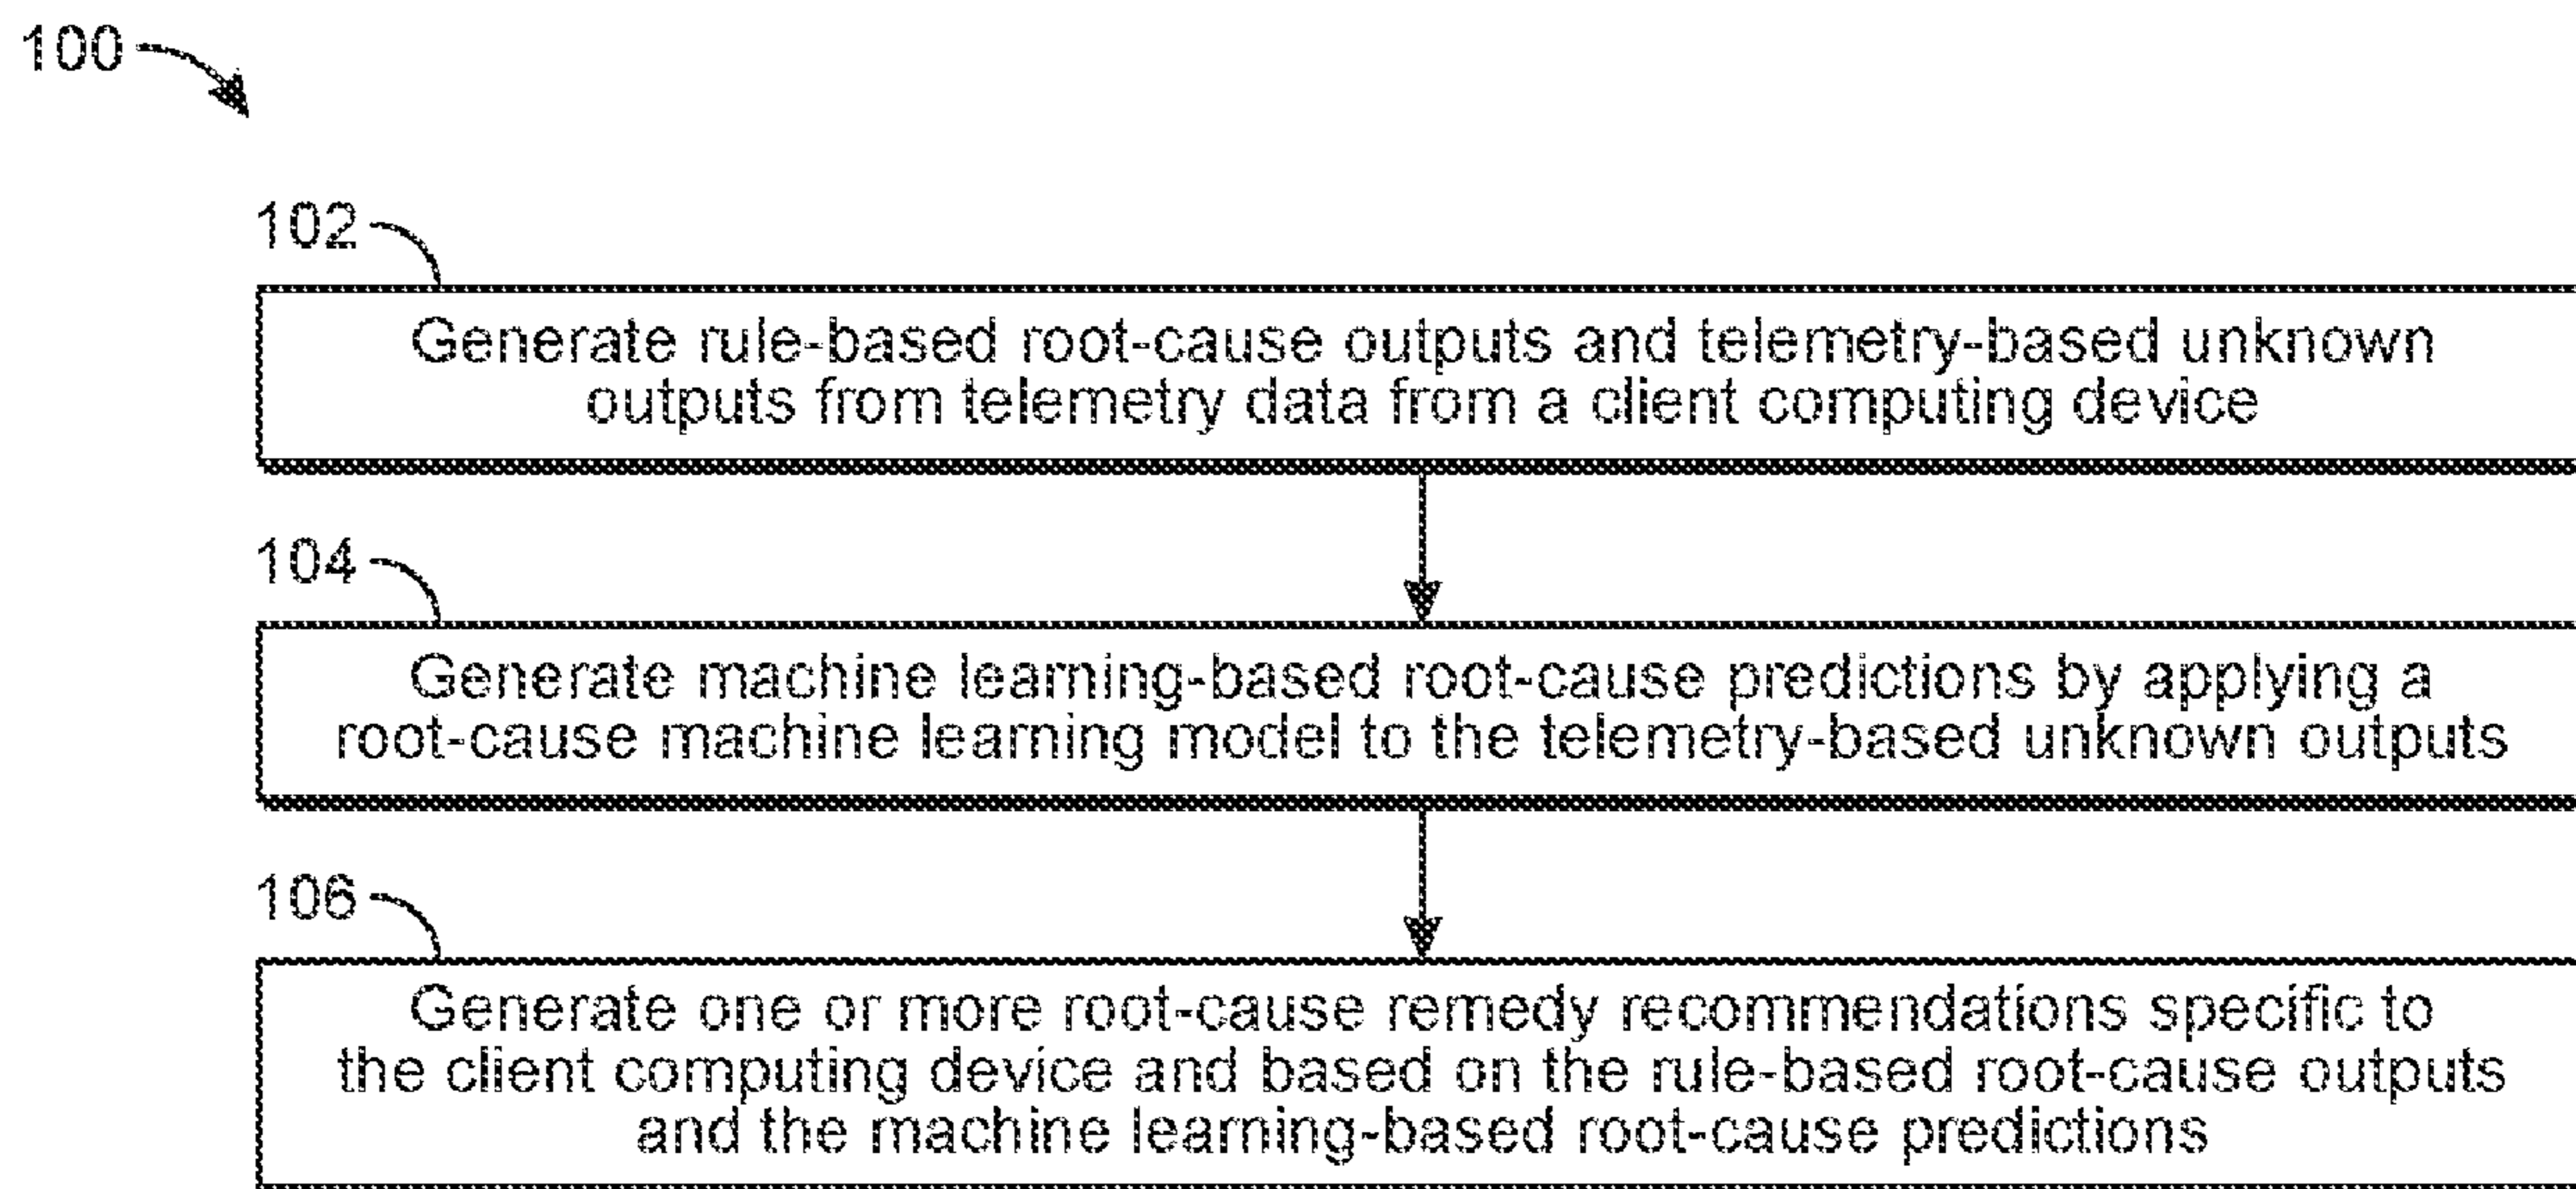 100
102
Generate rule-based root-cause outputs and telemetry-based unknown
outputs from telemetry data from a client computing device
104
Generate machine learning-based root-cause predictions by applying a
root-cause machine learning model to the telemetry-based unknown outputs
106
Generate one or more root-cause remedy recommendations specific to
the client computing device and based on the rule-based root-cause outputs
and the machine learning-based root-cause predictions